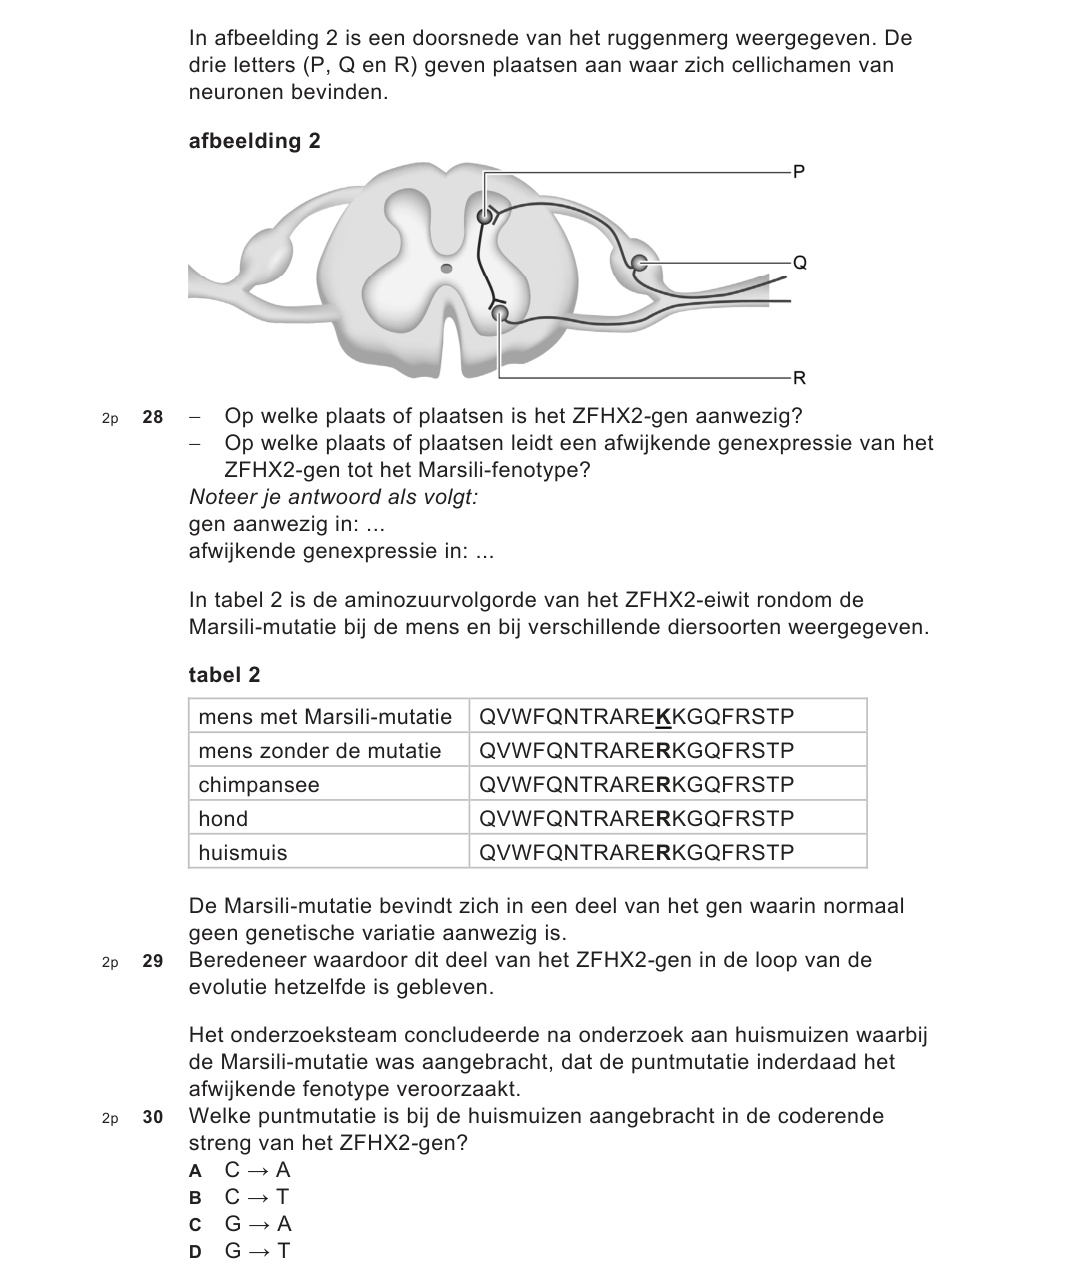 In afbeelding 2 is een doorsnede van het ruggenmerg weergegeven. De
drie letters (P, Q en R) geven plaatsen aan waar zich cellichamen van
neuronen bevinden.
afbeelding 2
P
Q
R
2p 28 – Op welke plaats of plaatsen is het ZFHX2-gen aanwezig?
– Op welke plaats of plaatsen leidt een afwijkende genexpressie van het
ZFHX2-gen tot het Marsili-fenotype?
Noteer je antwoord als volgt:
gen aanwezig in: ...
afwijkende genexpressie in: ...
In tabel 2 is de aminozuurvolgorde van het ZFHX2-eiwit rondom de
Marsili-mutatie bij de mens en bij verschillende diersoorten weergegeven.
tabel 2
mens met Marsili-mutatie QVWFQNTRAREKKGQFRSTP
mens zonder de mutatie QVWFQNTRARERKGQFRSTP
chimpansee QVWFQNTRARERKGQFRSTP
hond QVWFQNTRARERKGQFRSTP
huismuis QVWFQNTRARERKGQFRSTP
De Marsili-mutatie bevindt zich in een deel van het gen waarin normaal
geen genetische variatie aanwezig is.
2p 29 Beredeneer waardoor dit deel van het ZFHX2-gen in de loop van de
evolutie hetzelfde is gebleven.
Het onderzoeksteam concludeerde na onderzoek aan huismuizen waarbij
de Marsili-mutatie was aangebracht, dat de puntmutatie inderdaad het
afwijkende fenotype veroorzaakt.
2p 30 Welke puntmutatie is bij de huismuizen aangebracht in de coderende
streng van het ZFHX2-gen?
A C → A
B C → T
C G → A
D G → T